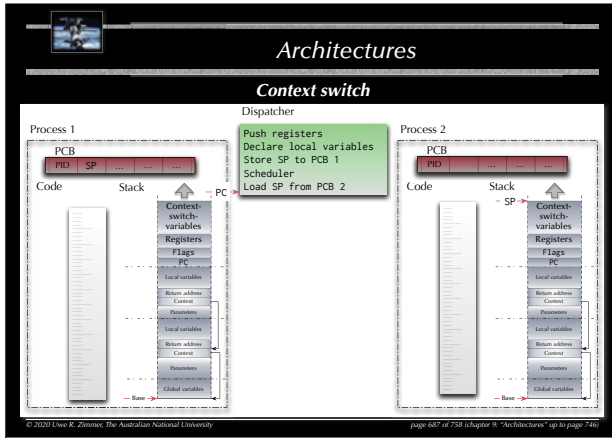 Architectures
Context switch
Dispatcher
Push registers
Declare local variables
Store SP to PCB 1
Scheduler
Load SP from PCB 2
Process 1
PCB
PID SP ... ... ...
Code Stack
PC
Context-
switch-
variables
Registers
Flags
PC
Local variables
Return address
Context
Parameters
Local variables
Return address
Context
Parameters
Global variables
Base
Process 2
PCB
PID ... ... ...
Code Stack
SP
Context-
switch-
variables
Registers
Flags
PC
Local variables
Return address
Context
Parameters
Local variables
Return address
Context
Parameters
Global variables
Base
© 2020 Uwe R. Zimmer, The Australian National University
page 687 of 758 (chapter 9: "Architectures" up to page 746)